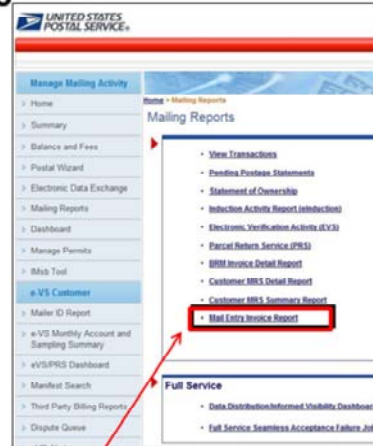 UNITED STATES
POSTAL SERVICE®
Manage Mailing Activity
> Home
> Summary
> Balance and Fees
> Postal Wizard
> Electronic Data Exchange
> Mailing Reports
> Dashboard
> Manage Permits
> IMsb Tool
e-VS Customer
> Mailer ID Report
> e-VS Monthly Account and
Sampling Summary
> eVS/PRS Dashboard
> Manifest Search
> Third Party Billing Reports
> Dispute Queue
Home > Mailing Reports
Mailing Reports
• View Transactions
• Pending Postage Statements
• Statement of Ownership
• Induction Activity Report (eInduction)
• Electronic Verification Activity (EVS)
• Parcel Return Service (PRS)
• BRM Invoice Detail Report
• Customer MRS Detail Report
• Customer MRS Summary Report
• Mail Entry Invoice Report
Full Service
• Data Distribution/Informed Visibility Dashboar
• Full Service Seamless Acceptance Failure Jo